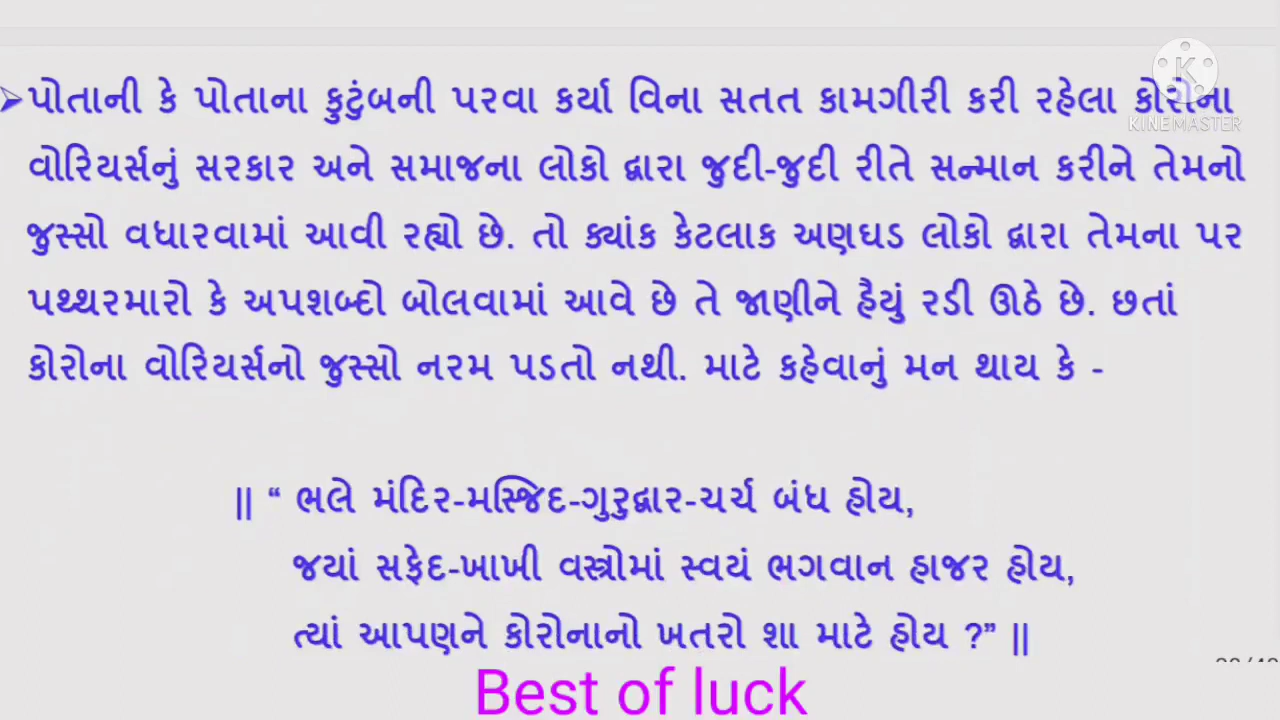 ➢પોતાની કે પોતાના કુટુંબની પરવા કર્યા વિના સતત કામગીરી કરી રહેલા કોરોના
KINEMASTER
વોરિયર્સનું સરકાર અને સમાજના લોકો દ્વારા જુદી-જુદી રીતે સન્માન કરીને તેમનો
જુસ્સો વધારવામાં આવી રહ્યો છે. તો ક્યાંક કેટલાક અણઘડ લોકો દ્વારા તેમના પર
પથ્થરમારો કે અપશબ્દો બોલવામાં આવે છે તે જાણીને હૈયું રડી ઊઠે છે. છતાં
કોરોના વોરિયર્સનો જુસ્સો નરમ પડતો નથી. માટે કહેવાનું મન થાય કે -
|| “ ભલે મંદિર-મસ્જિદ-ગુરુદ્વાર-ચર્ચ બંધ હોય,
જયાં સફેદ-ખાખી વસ્ત્રોમાં સ્વયં ભગવાન હાજર હોય,
ત્યાં આપણને કોરોનાનો ખતરો શા માટે હોય ?” ||
Best of luck